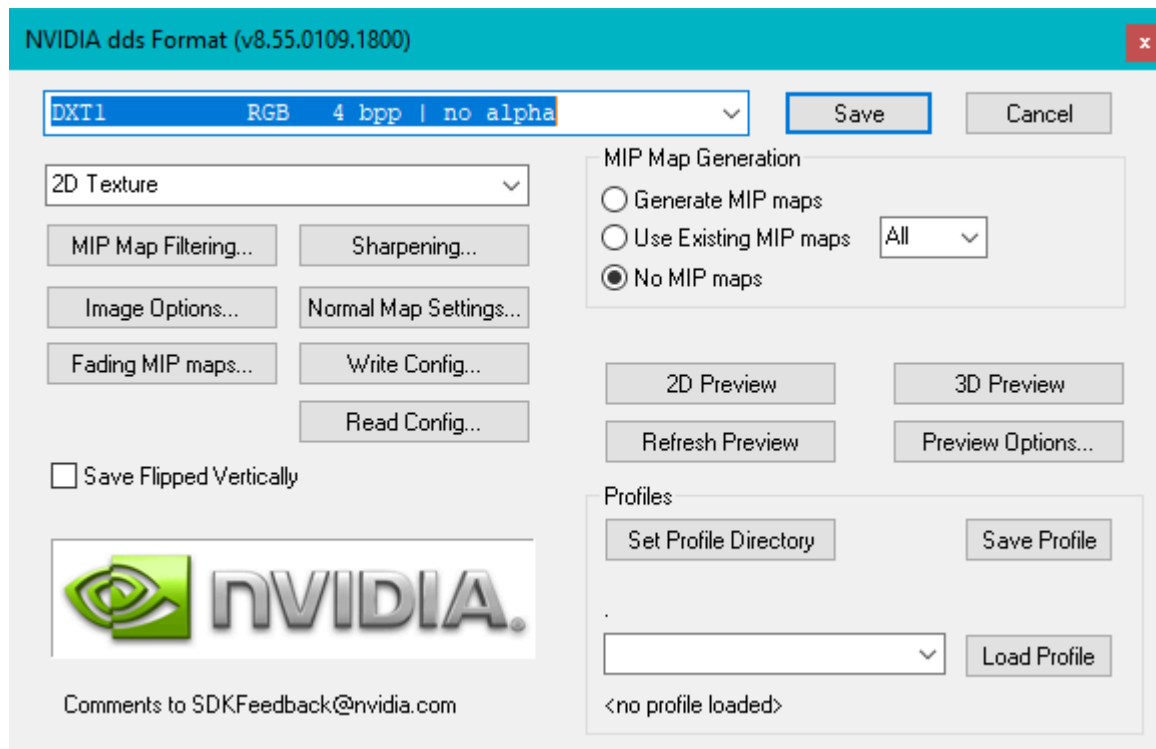 NVIDIA dds Format (v8.55.0109.1800)
x
DXT1 RGB 4 bpp | no alpha
Save
Cancel
2D Texture
MIP Map Filtering...
Sharpening...
Image Options...
Normal Map Settings...
Fading MIP maps...
Write Config...
Read Config...
Save Flipped Vertically
MIP Map Generation
Generate MIP maps
Use Existing MIP maps
All
No MIP maps
2D Preview
3D Preview
Refresh Preview
Preview Options...
Profiles
Set Profile Directory
Save Profile
.
Load Profile
<no profile loaded>
NVIDIA.
Comments to SDKFeedback@nvidia.com